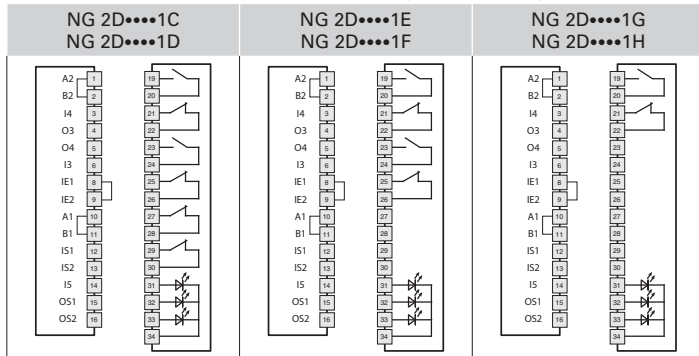 NG 2D••••1C
NG 2D••••1D
A2 1 19
B2 2 20
I4 3 21
O3 4 22
O4 5 23
I3 6 24
IE1 8 25
IE2 9 26
A1 10 27
B1 11 28
IS1 12 29
IS2 13 30
I5 14 31
OS1 15 32
OS2 16 33
34
NG 2D••••1E
NG 2D••••1F
A2 1 19
B2 2 20
I4 3 21
O3 4 22
O4 5 23
I3 6 24
IE1 8 25
IE2 9 26
A1 10 27
B1 11 28
IS1 12 29
IS2 13 30
I5 14 31
OS1 15 32
OS2 16 33
34
NG 2D••••1G
NG 2D••••1H
A2 1 19
B2 2 20
I4 3 21
O3 4 22
O4 5 23
I3 6 24
IE1 8 25
IE2 9 26
A1 10 27
B1 11 28
IS1 12 29
IS2 13 30
I5 14 31
OS1 15 32
OS2 16 33
34